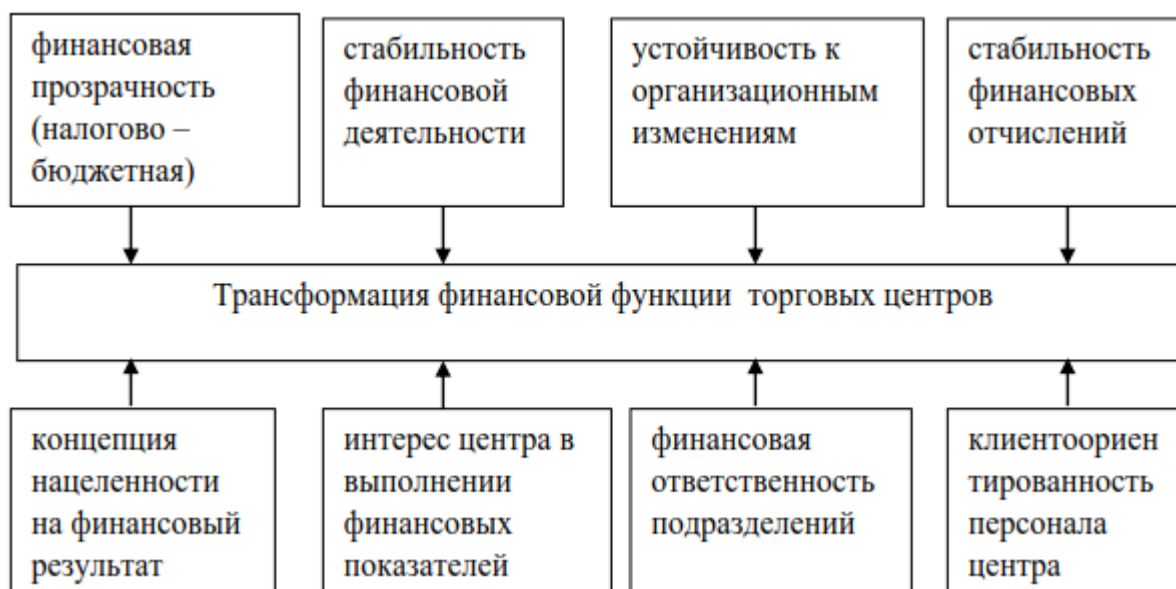 финансовая
прозрачность
(налогово –
бюджетная)
стабильность
финансовой
деятельности
устойчивость к
организационным
изменениям
стабильность
финансовых
отчислений
Трансформация финансовой функции торговых центров
концепция
нацеленности
на финансовый
результат
интерес центра в
выполнении
финансовых
показателей
финансовая
ответственность
подразделений
клиентоориен
тированность
персонала
центра